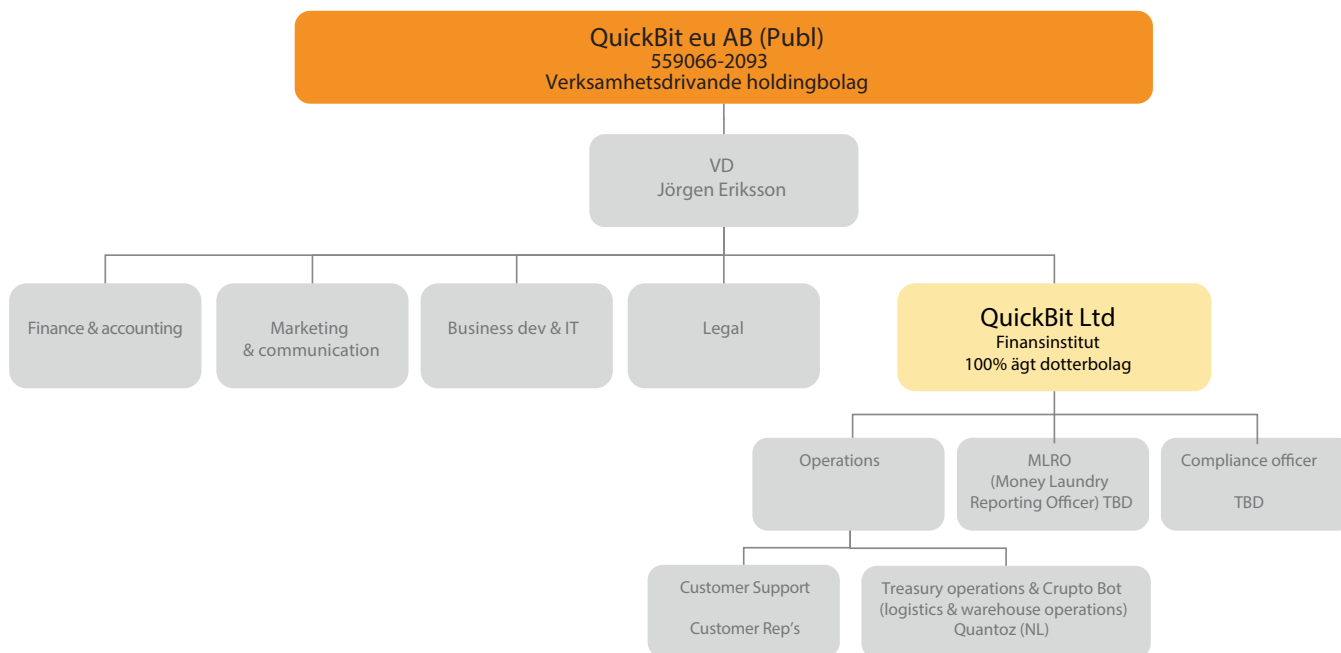 QuickBit eu AB (Publ)
559066-2093
Verksamhetsdrivande holdingbolag
VD
Jörgen Eriksson
Finance & accounting
Marketing
& communication
Business dev & IT
Legal
QuickBit Ltd
Finansinstitut
100% ägt dotterbolag
Operations
MLRO
(Money Laundry
Reporting Officer) TBD
Compliance officer
TBD
Customer Support
Customer Rep's
Treasury operations & Crupto Bot
(logistics & warehouse operations)
Quantoz (NL)